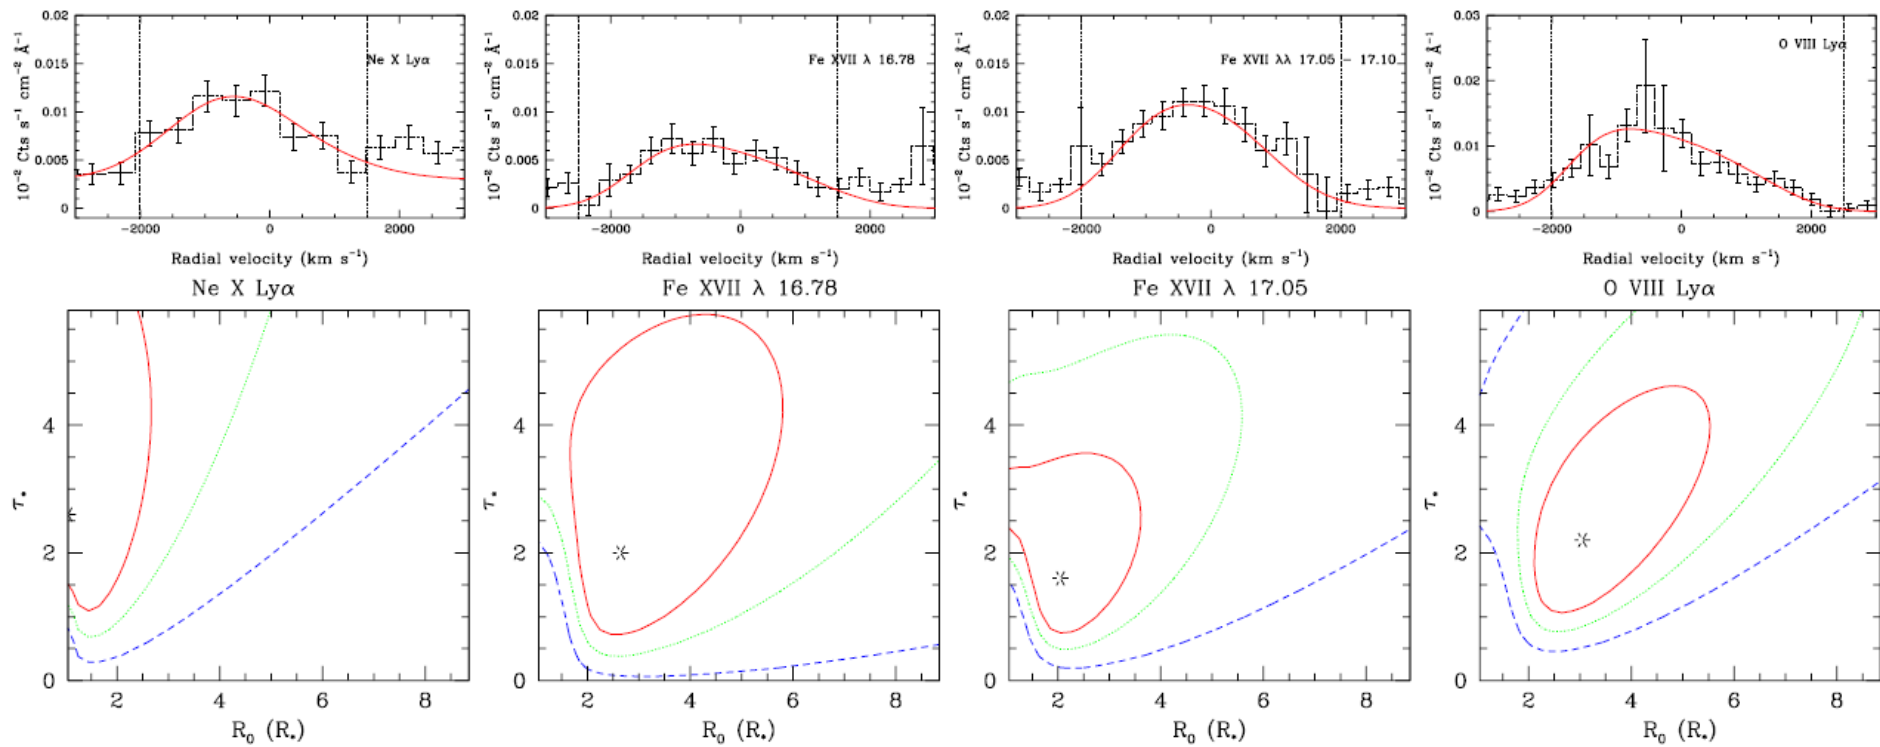 0.02
0.015
0.01
0.005
0
10⁻² Cts s⁻¹ cm⁻² Å⁻¹
Ne X Lyα
−2000 0 2000
Radial velocity (km s⁻¹)
0.02
0.015
0.01
0.005
0
10⁻² Cts s⁻¹ cm⁻² Å⁻¹
Fe XVII λ 16.78
−2000 0 2000
Radial velocity (km s⁻¹)
0.02
0.015
0.01
0.005
0
10⁻² Cts s⁻¹ cm⁻² Å⁻¹
Fe XVII λλ 17.05 − 17.10
−2000 0 2000
Radial velocity (km s⁻¹)
0.03
0.02
0.01
0
10⁻² Cts s⁻¹ cm⁻² Å⁻¹
O VIII Lyα
−2000 0 2000
Radial velocity (km s⁻¹)
Ne X Lyα
4
2
0
τ*
2 4 6 8
R₀ (R*)
Fe XVII λ 16.78
4
2
0
τ*
2 4 6 8
R₀ (R*)
Fe XVII λ 17.05
4
2
0
τ*
2 4 6 8
R₀ (R*)
O VIII Lyα
4
2
0
τ*
2 4 6 8
R₀ (R*)